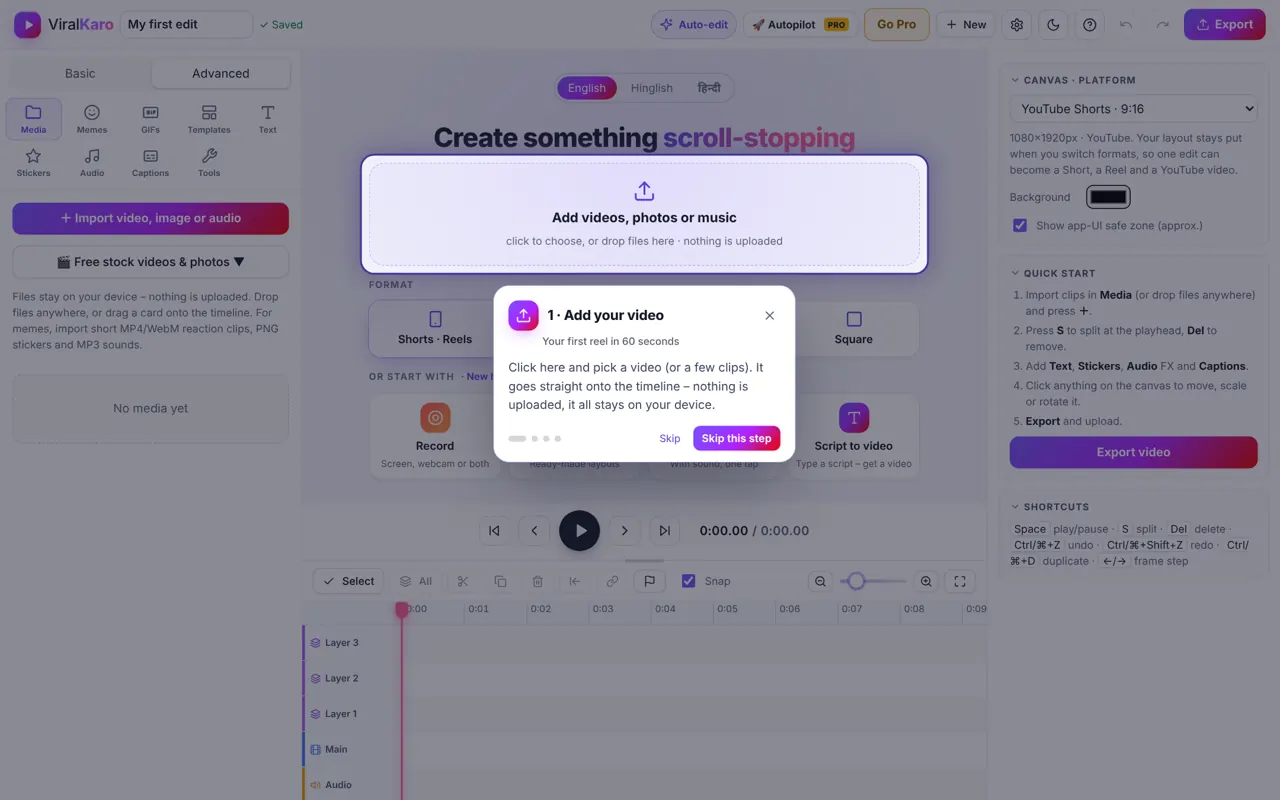 ViralKaro
My first edit
Saved
Auto-edit
Autopilot PRO
Go Pro
New
Export
Basic
Advanced
Media
Memes
GIF
GIFs
Templates
Text
Stickers
Audio
Captions
Tools
Import video, image or audio
Free stock videos & photos ▼
Files stay on your device – nothing is uploaded. Drop
files anywhere, or drag a card onto the timeline. For
memes, import short MP4/WebM reaction clips, PNG
stickers and MP3 sounds.
No media yet
English
Hinglish
हिन्दी
Create something scroll-stopping
Add videos, photos or music
click to choose, or drop files here · nothing is uploaded
FORMAT
Shorts · Reels
Square
OR START WITH · New
1 · Add your video
Your first reel in 60 seconds
Click here and pick a video (or a few clips). It
goes straight onto the timeline – nothing is
uploaded, it all stays on your device.
Skip
Skip this step
Record
Screen, webcam or both
Ready-made layouts
With sound, one tap
Script to video
Type a script – get a video
0:00.00 / 0:00.00
Select
All
Snap
0:00
0:01
0:02
0:03
0:04
0:05
0:06
0:07
0:08
0:09
Layer 3
Layer 2
Layer 1
Main
Audio
CANVAS · PLATFORM
YouTube Shorts · 9:16
1080×1920px · YouTube. Your layout stays put
when you switch formats, so one edit can
become a Short, a Reel and a YouTube video.
Background
Show app-UI safe zone (approx.)
QUICK START
1. Import clips in Media (or drop files anywhere)
and press +.
2. Press S to split at the playhead, Del to
remove.
3. Add Text, Stickers, Audio FX and Captions.
4. Click anything on the canvas to move, scale
or rotate it.
5. Export and upload.
Export video
SHORTCUTS
Space play/pause · S split · Del delete ·
Ctrl/⌘+Z undo · Ctrl/⌘+Shift+Z redo · Ctrl/
⌘+D duplicate · ←/→ frame step